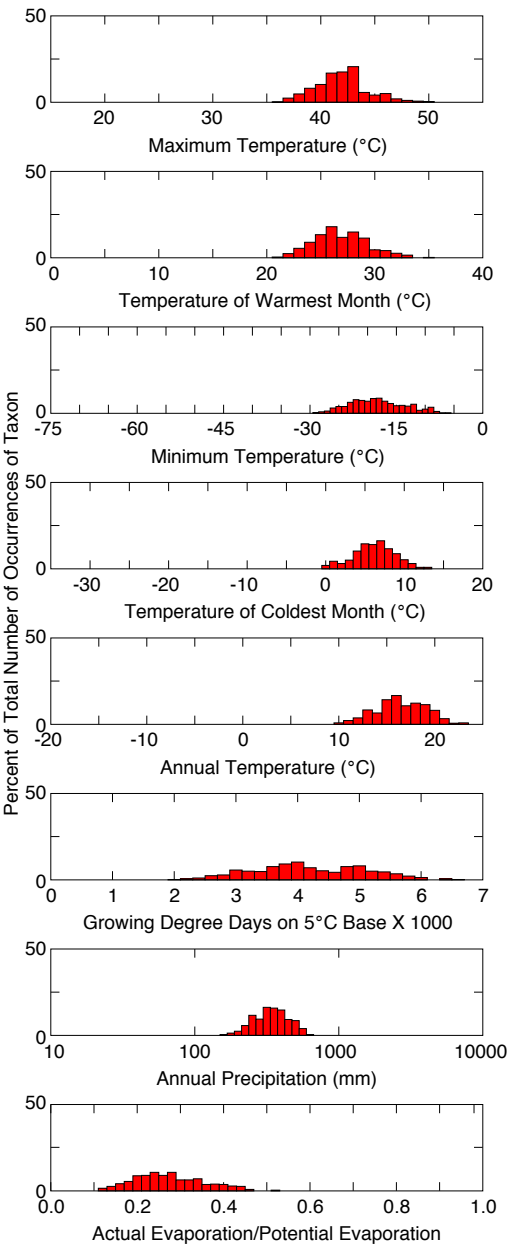 Percent of Total Number of Occurrences of Taxon
50
0
20 30 40 50
Maximum Temperature (°C)
50
0
0 10 20 30 40
Temperature of Warmest Month (°C)
50
0
-75 -60 -45 -30 -15 0
Minimum Temperature (°C)
50
0
-30 -20 -10 0 10 20
Temperature of Coldest Month (°C)
50
0
-20 -10 0 10 20
Annual Temperature (°C)
50
0
0 1 2 3 4 5 6 7
Growing Degree Days on 5°C Base X 1000
50
0
10 100 1000 10000
Annual Precipitation (mm)
50
0
0.0 0.2 0.4 0.6 0.8 1.0
Actual Evaporation/Potential Evaporation